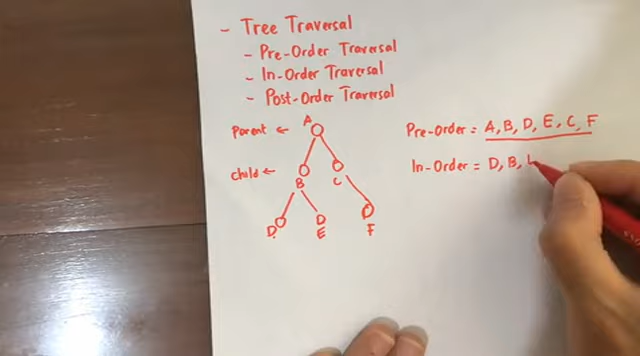 - Tree Traversal
- Pre-Order Traversal
- In-Order Traversal
- Post-Order Traversal
A
Parent ←
Pre-Order = A, B, D, E, C, F
Child ←
In-Order = D, B,
B
C
D.
E
F